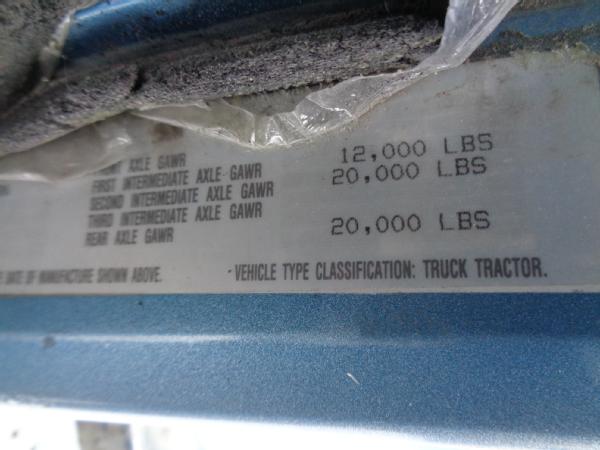 FRONT AXLE GAWR 12,000 LBS
FIRST INTERMEDIATE AXLE GAWR 20,000 LBS
SECOND INTERMEDIATE AXLE GAWR
THIRD INTERMEDIATE AXLE GAWR
REAR AXLE GAWR 20,000 LBS
DATE OF MANUFACTURE SHOWN ABOVE. VEHICLE TYPE CLASSIFICATION: TRUCK TRACTOR.